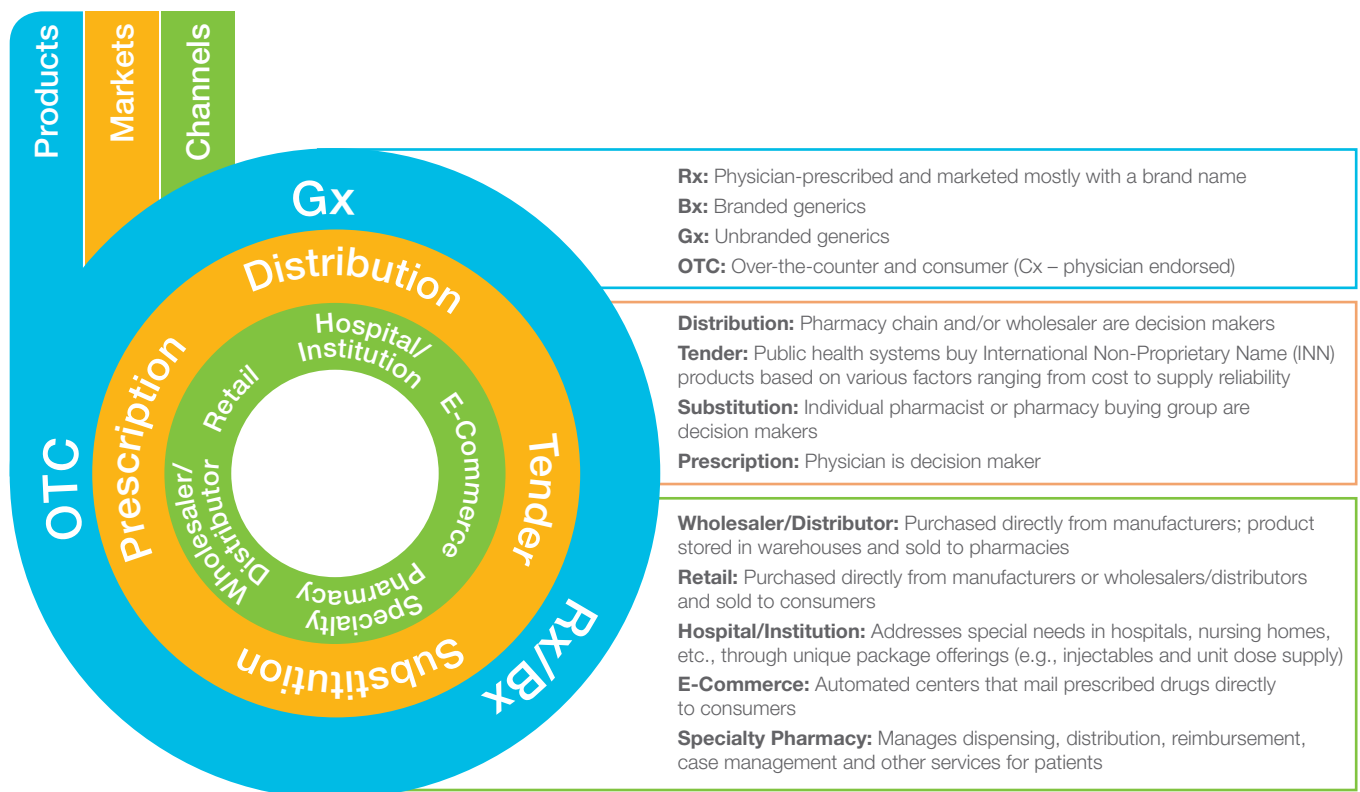 Products
Markets
Channels
Gx
OTC
Rx/Bx
Distribution
Prescription
Tender
Substitution
Hospital/
Institution
Retail
E-Commerce
Wholesaler/
Distributor
Specialty
Pharmacy
Rx: Physician-prescribed and marketed mostly with a brand name
Bx: Branded generics
Gx: Unbranded generics
OTC: Over-the-counter and consumer (Cx – physician endorsed)
Distribution: Pharmacy chain and/or wholesaler are decision makers
Tender: Public health systems buy International Non-Proprietary Name (INN)
products based on various factors ranging from cost to supply reliability
Substitution: Individual pharmacist or pharmacy buying group are
decision makers
Prescription: Physician is decision maker
Wholesaler/Distributor: Purchased directly from manufacturers; product
stored in warehouses and sold to pharmacies
Retail: Purchased directly from manufacturers or wholesalers/distributors
and sold to consumers
Hospital/Institution: Addresses special needs in hospitals, nursing homes,
etc., through unique package offerings (e.g., injectables and unit dose supply)
E-Commerce: Automated centers that mail prescribed drugs directly
to consumers
Specialty Pharmacy: Manages dispensing, distribution, reimbursement,
case management and other services for patients